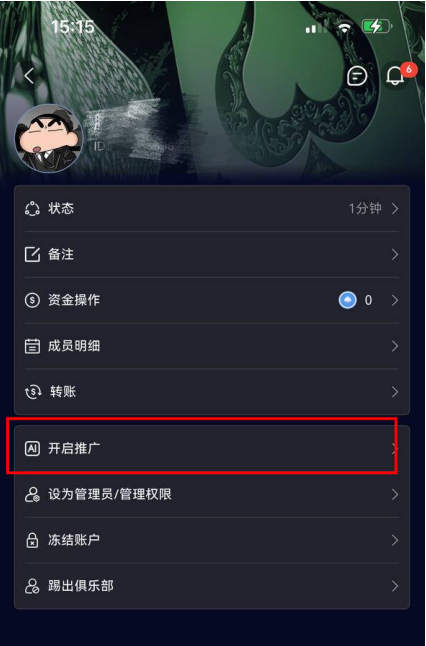 15:15
6
ID
状态 1分钟
备注
资金操作 0
成员明细
转账
AI 开启推广
设为管理员/管理权限
冻结账户
踢出俱乐部